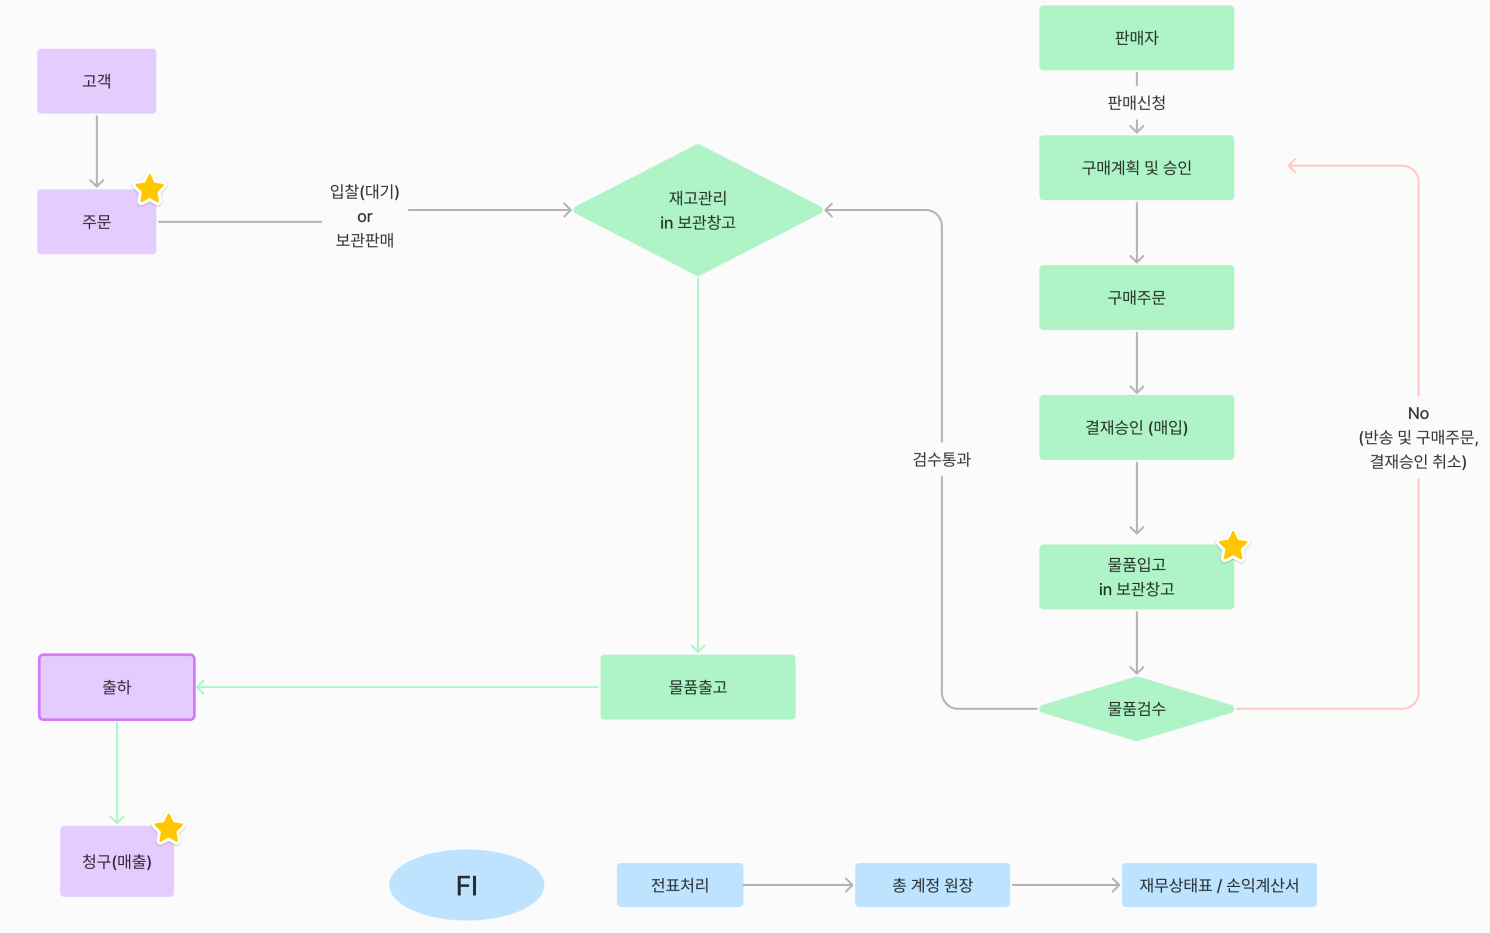 고객
주문
입찰(대기)
or
보관판매
재고관리
in 보관창고
판매자
판매신청
구매계획 및 승인
구매주문
결재승인 (매입)
물품입고
in 보관창고
물품검수
검수통과
No
(반송 및 구매주문,
결재승인 취소)
물품출고
출하
청구(매출)
FI
전표처리
총 계정 원장
재무상태표 / 손익계산서